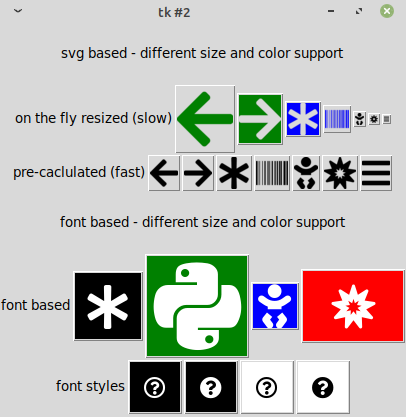 tk #2
svg based - different size and color support
on the fly resized (slow)
pre-caclulated (fast)
font based - different size and color support
font based
font styles